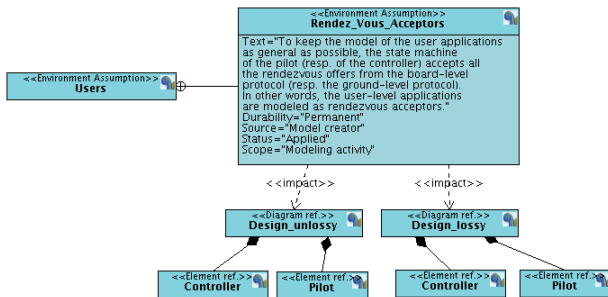 <<Environment Assumption>>
Rendez_Vous_Acceptors
Text="To keep the model of the user applications
as general as possible, the state machine
of the pilot (resp. of the controller) accepts all
the rendezvous offers from the board-level
protocol (resp. the ground-level protocol).
In other words, the user-level applications
are modeled as rendezvous acceptors."
Durability="Permanent"
Source="Model creator"
Status="Applied"
Scope="Modeling activity"
<<Environment Assumption>>
Users
<<impact>>
<<impact>>
<<Diagram ref.>>
Design_unlossy
<<Diagram ref.>>
Design_lossy
<<Element ref.>>
Controller
<<Element ref.>>
Pilot
<<Element ref.>>
Controller
<<Element ref.>>
Pilot